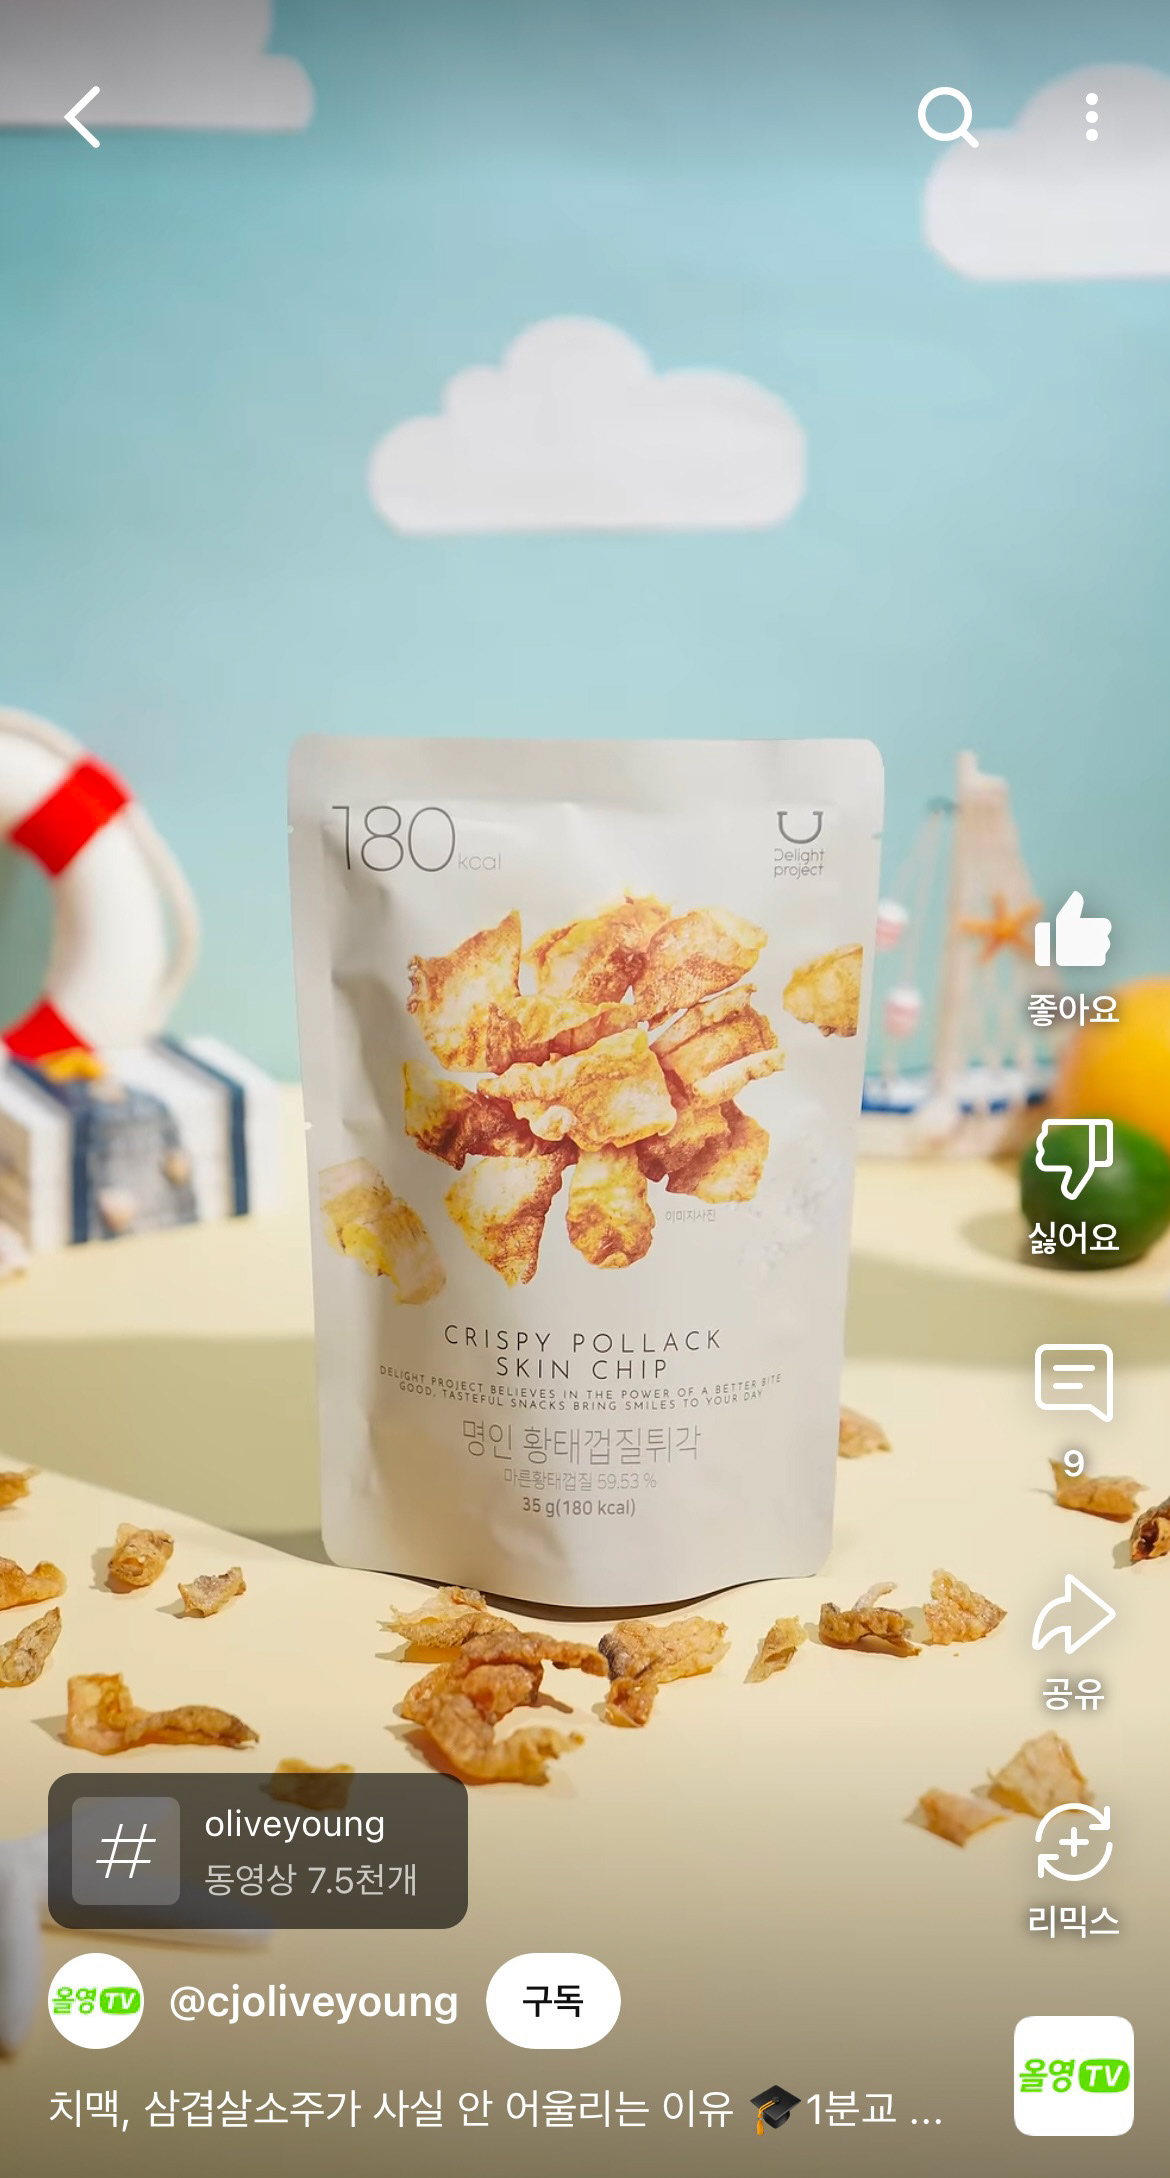 180 kcal
Delight
project
이미지사진
CRISPY POLLACK
SKIN CHIP
DELIGHT PROJECT BELIEVES IN THE POWER OF A BETTER BITE
GOOD, TASTEFUL SNACKS BRING SMILES TO YOUR DAY
명인 황태껍질튀각
마른황태껍질 59.53 %
35 g(180 kcal)
좋아요
싫어요
9
공유
리믹스
oliveyoung
동영상 7.5천개
올영TV
@cjoliveyoung
구독
올영TV
치맥, 삼겹살소주가 사실 안 어울리는 이유 🎓1분교 ...